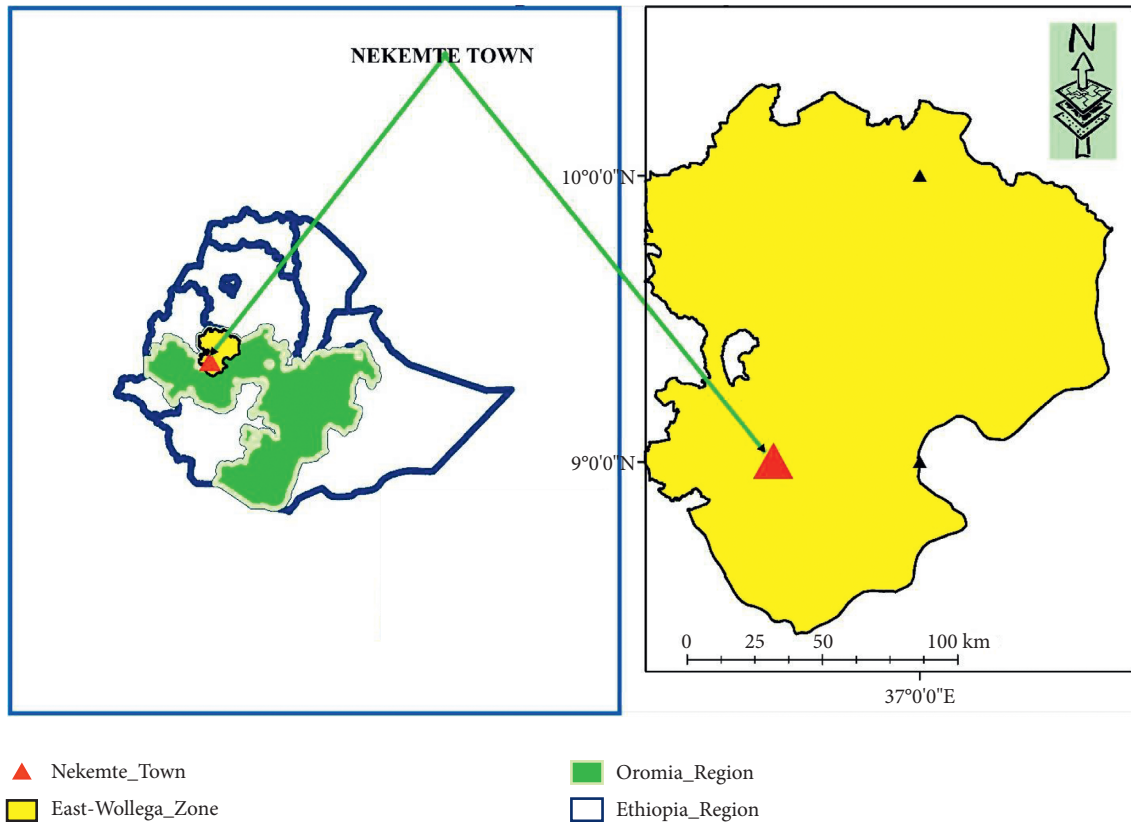 NEKEMTE TOWN
N
10°0'0"N
9°0'0"N
0 25 50 100 km
37°0'0"E
Nekemte_Town
East-Wollega_Zone
Oromia_Region
Ethiopia_Region